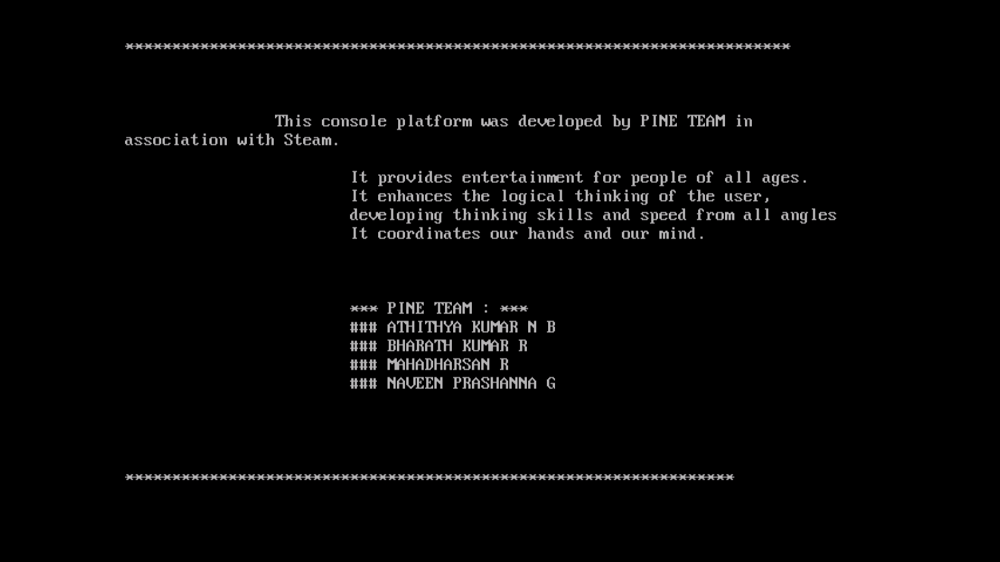 ***********************************************************************
This console platform was developed by PINE TEAM in
association with Steam.
It provides entertainment for people of all ages.
It enhances the logical thinking of the user,
developing thinking skills and speed from all angles
It coordinates our hands and our mind.
*** PINE TEAM : ***
### ATHITHYA KUMAR N B
### BHARATH KUMAR R
### MAHADHARSAN R
### NAVEEN PRASHANNA G
*****************************************************************